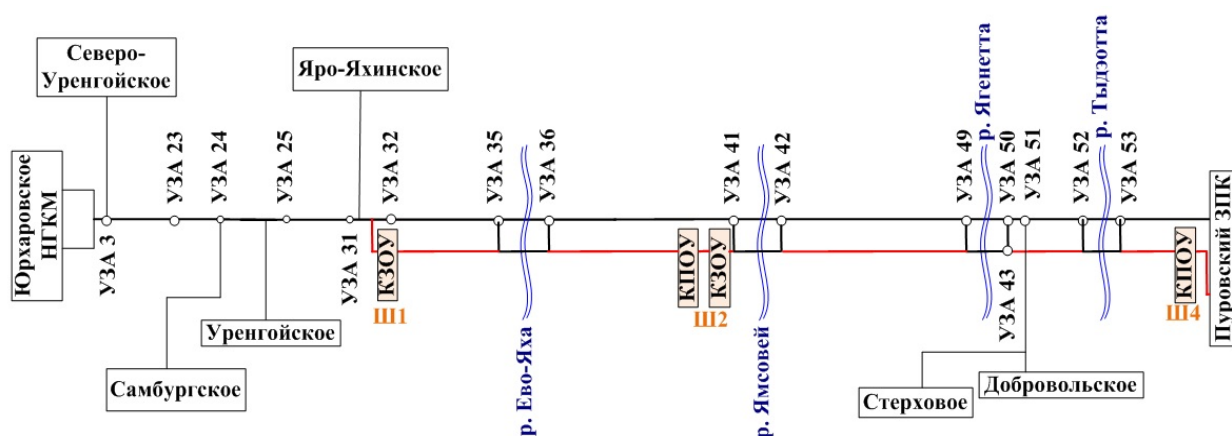 Северо-
Уренгойское
Яро-Яхинское
р. Ягенетта
р. Тыдэотта
УЗА 23
УЗА 24
УЗА 25
УЗА 32
УЗА 35
УЗА 36
УЗА 41
УЗА 42
УЗА 49
УЗА 50
УЗА 51
УЗА 52
УЗА 53
Юрхаровское
НГКМ
УЗА 3
УЗА 31
КЗОУ
КПОУ
КЗОУ
УЗА 43
КПОУ
Пуровский ЗПК
Ш1
Ш2
Ш4
Уренгойское
Самбургское
р. Ево-Яха
р. Ямсовей
Стерховое
Добровольское